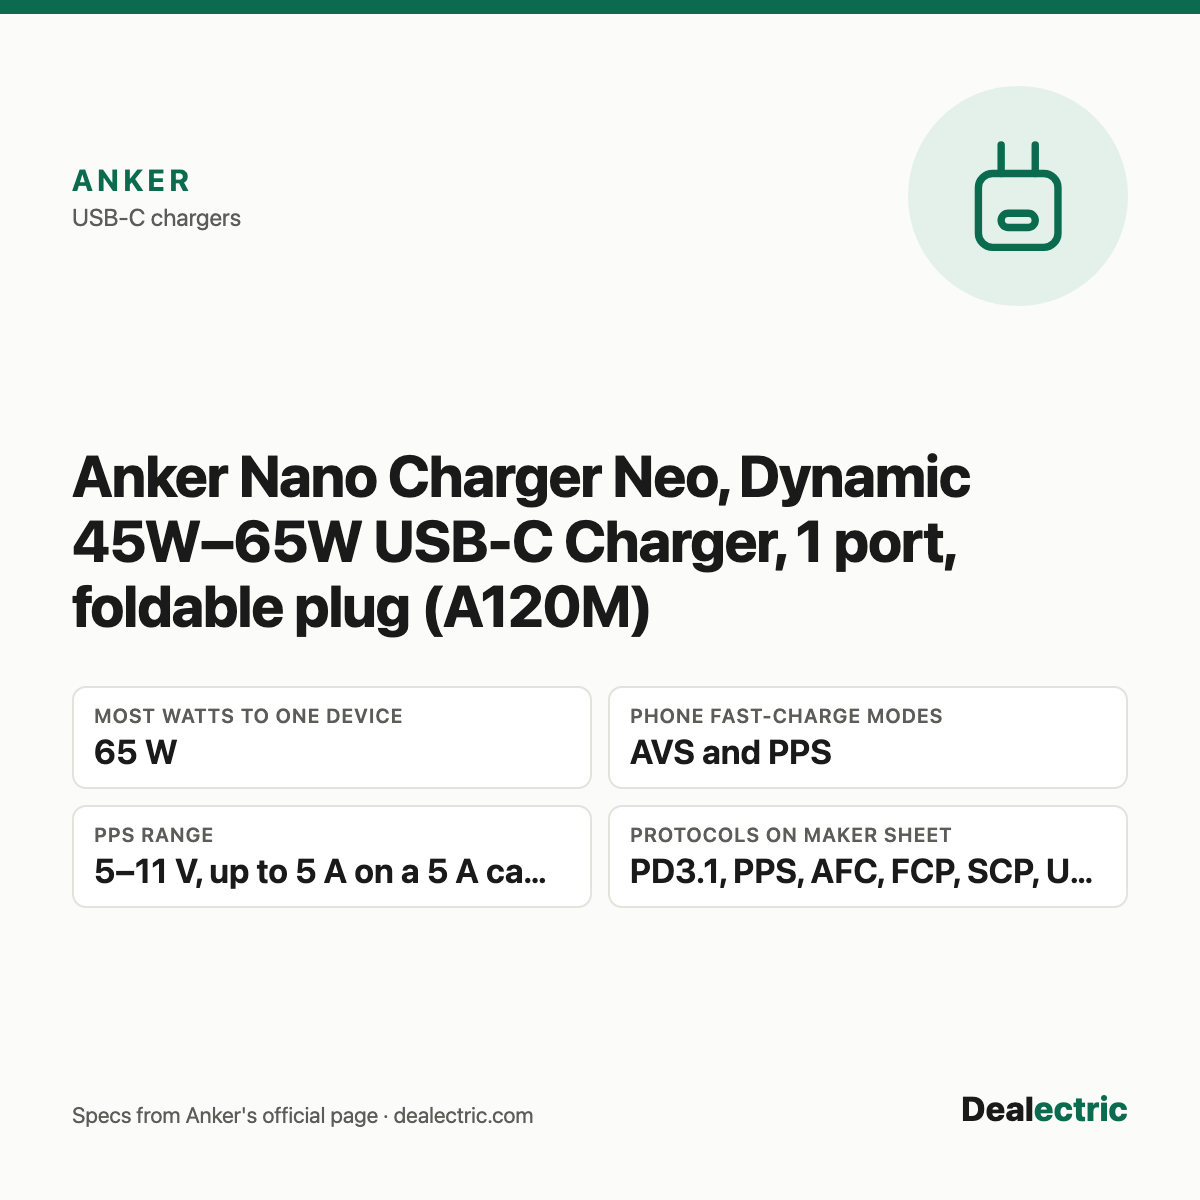 ANKER
USB-C chargers
Anker Nano Charger Neo, Dynamic
45W–65W USB-C Charger, 1 port,
foldable plug (A120M)
MOST WATTS TO ONE DEVICE
65 W
PHONE FAST-CHARGE MODES
AVS and PPS
PPS RANGE
5–11 V, up to 5 A on a 5 A ca...
PROTOCOLS ON MAKER SHEET
PD3.1, PPS, AFC, FCP, SCP, U...
Specs from Anker's official page · dealectric.com
Dealectric